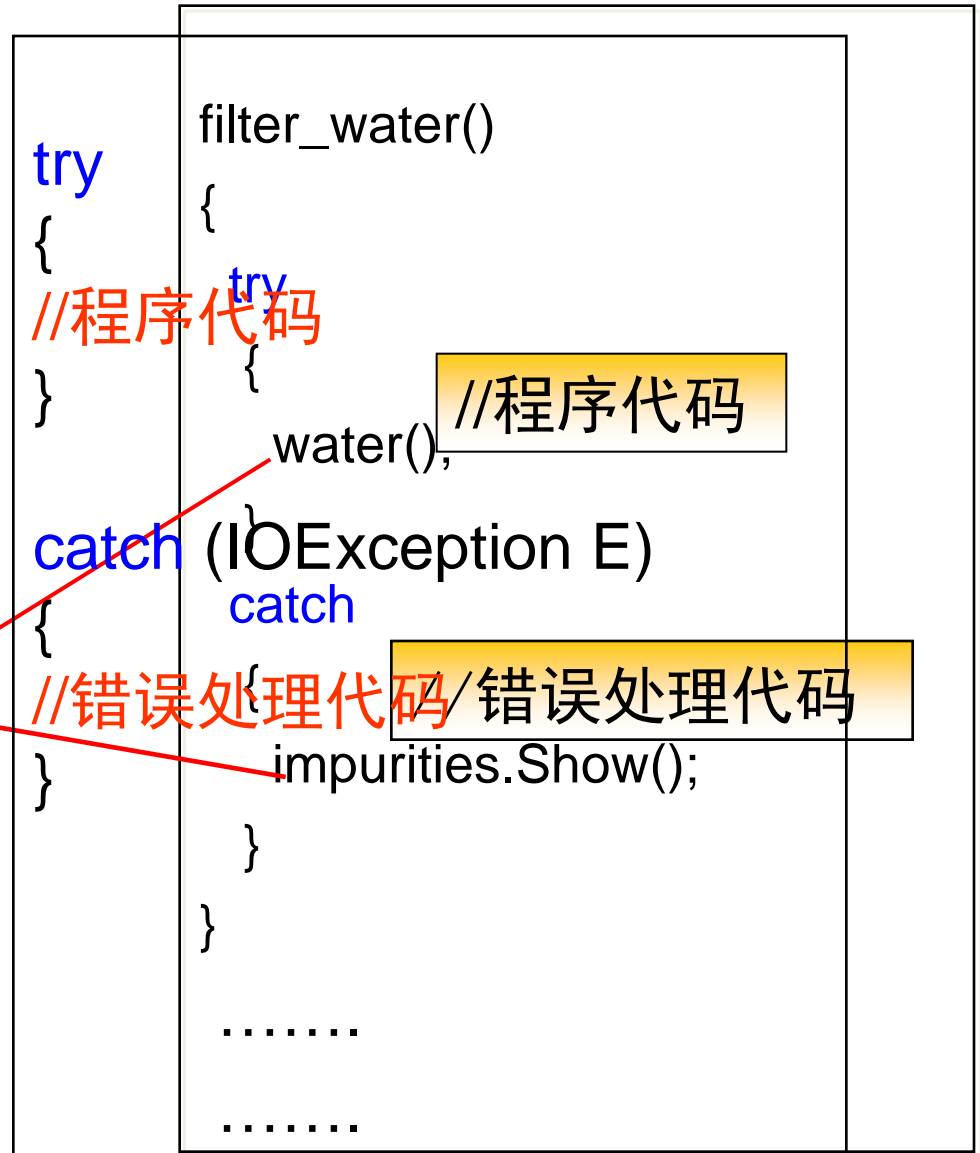 try
{
//程序代码
}
catch (IOException E)
{
//错误处理代码
}
filter_water()
{
try
{
water();
//程序代码
}
catch
{
//错误处理代码
impurities.Show();
}
}
.......
.......